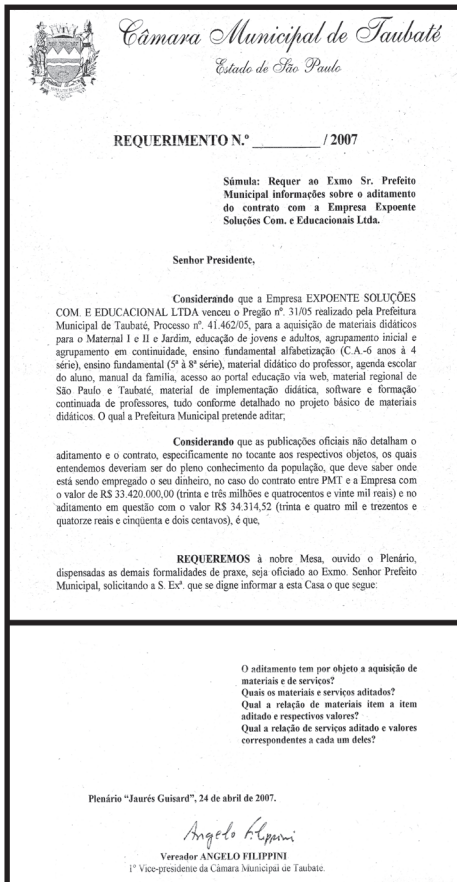 Câmara Municipal de Taubaté
Estado de São Paulo
REQUERIMENTO N.º _________ / 2007
Súmula: Requer ao Exmo Sr. Prefeito
Municipal informações sobre o aditamento
do contrato com a Empresa Expoente
Soluções Com. e Educacionais Ltda.
Senhor Presidente,
Considerando que a Empresa EXPOENTE SOLUÇÕES
COM. E EDUCACIONAL LTDA venceu o Pregão nº. 31/05 realizado pela Prefeitura
Municipal de Taubaté, Processo nº. 41.462/05, para a aquisição de materiais didáticos
para o Maternal I e II e Jardim, educação de jovens e adultos, agrupamento inicial e
agrupamento em continuidade, ensino fundamental alfabetização (C.A.-6 anos à 4
série), ensino fundamental (5ª à 8ª série), material didático do professor, agenda escolar
do aluno, manual da família, acesso ao portal educação via web, material regional de
São Paulo e Taubaté, material de implementação didática, software e formação
continuada de professores, tudo conforme detalhado no projeto básico de materiais
didáticos. O qual a Prefeitura Municipal pretende aditar;
Considerando que as publicações oficiais não detalham o
aditamento e o contrato, especificamente no tocante aos respectivos objetos, os quais
entendemos deveriam ser do pleno conhecimento da população, que deve saber onde
está sendo empregado o seu dinheiro, no caso do contrato entre PMT e a Empresa com
o valor de R$ 33.420.000,00 (trinta e três milhões e quatrocentos e vinte mil reais) e no
aditamento em questão com o valor R$ 34.314,52 (trinta e quatro mil e trezentos e
quatorze reais e cinqüenta e dois centavos), é que,
REQUEREMOS à nobre Mesa, ouvido o Plenário,
dispensadas as demais formalidades de praxe, seja oficiado ao Exmo. Senhor Prefeito
Municipal, solicitando a S. Exª. que se digne informar a esta Casa o que segue:
O aditamento tem por objeto a aquisição de
materiais e de serviços?
Quais os materiais e serviços aditados?
Qual a relação de materiais item a item
aditado e respectivos valores?
Qual a relação de serviços aditado e valores
correspondentes a cada um deles?
Plenário “Jaurés Guisard”, 24 de abril de 2007.
Angelo Filippini
Vereador ANGELO FILIPPINI
1º Vice-presidente da Câmara Municipal de Taubaté.